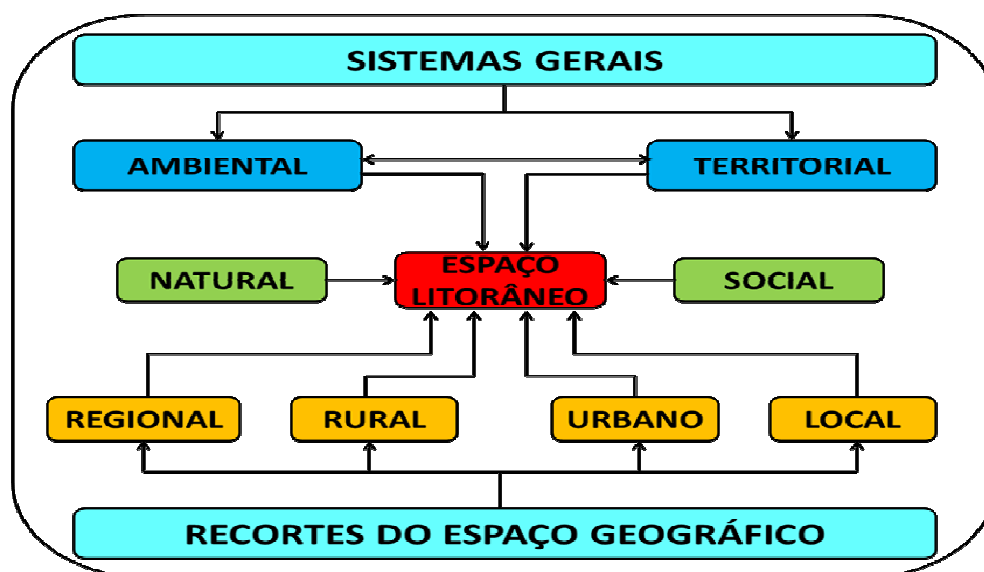 SISTEMAS GERAIS
AMBIENTAL
TERRITORIAL
NATURAL
ESPAÇO
LITORÂNEO
SOCIAL
REGIONAL
RURAL
URBANO
LOCAL
RECORTES DO ESPAÇO GEOGRÁFICO